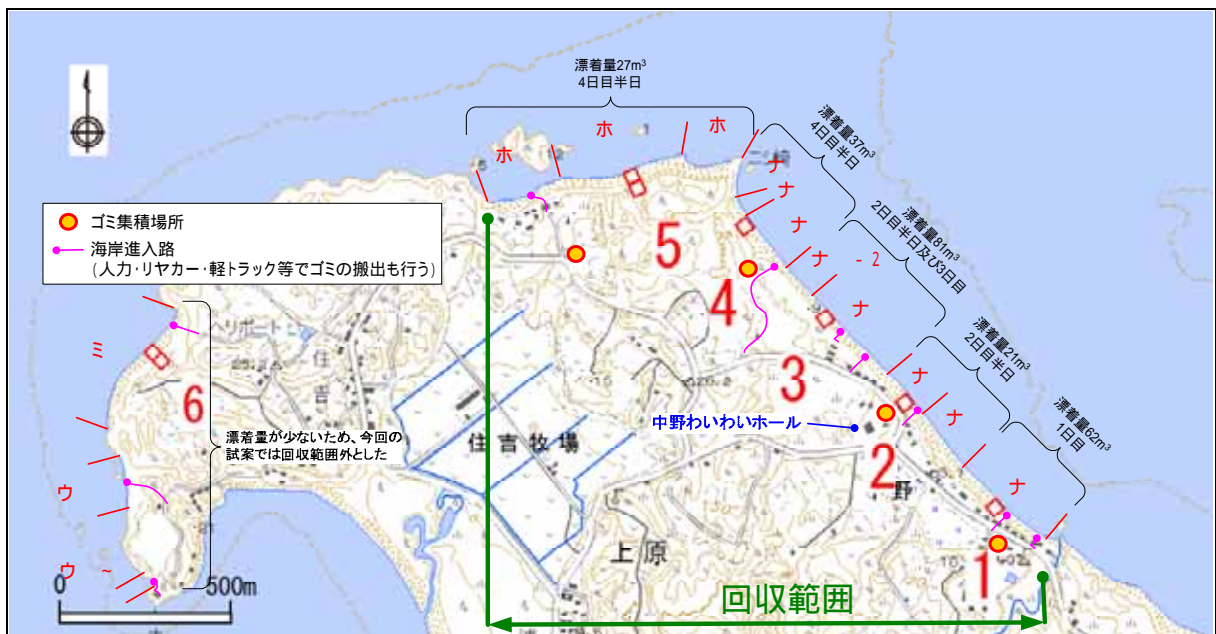 漂着量27m³
4日目半日
ホ
ホ
ホ
漂着量37m³
4日目半日
漂着量81m³
2日目半日及び3日目
漂着量21m³
2日目半日
漂着量62m³
1日目
ナ
ナ
ナ
ナ
- 2
ナ
ナ
ナ
ゴミ集積場所
海岸進入路
(人力・リヤカー・軽トラック等でゴミの搬出も行う)
5
4
3
2
1
6
ミ
ウ
ウ ~
ヘリポート
住吉
漂着量が少ないため、今回の
試案では回収範囲外とした
住吉牧場
中野わいわいホール
野
上原
回収範囲
0 500m